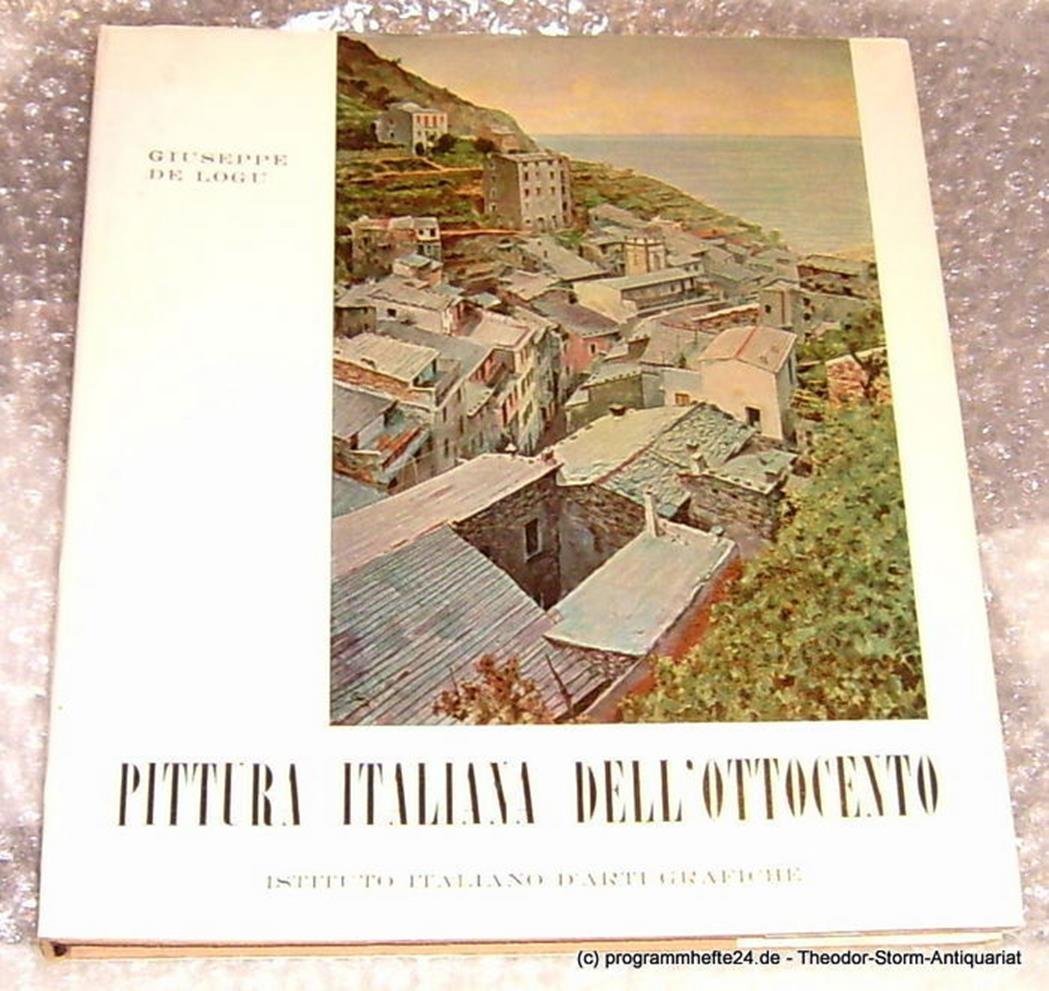 GIUSEPPE
DE LOGU
PITTURA ITALIANA DELL'OTTOCENTO
ISTITUTO ITALIANO D'ARTI GRAFICHE
(c) programmhefte24.de - Theodor-Storm-Antiquariat